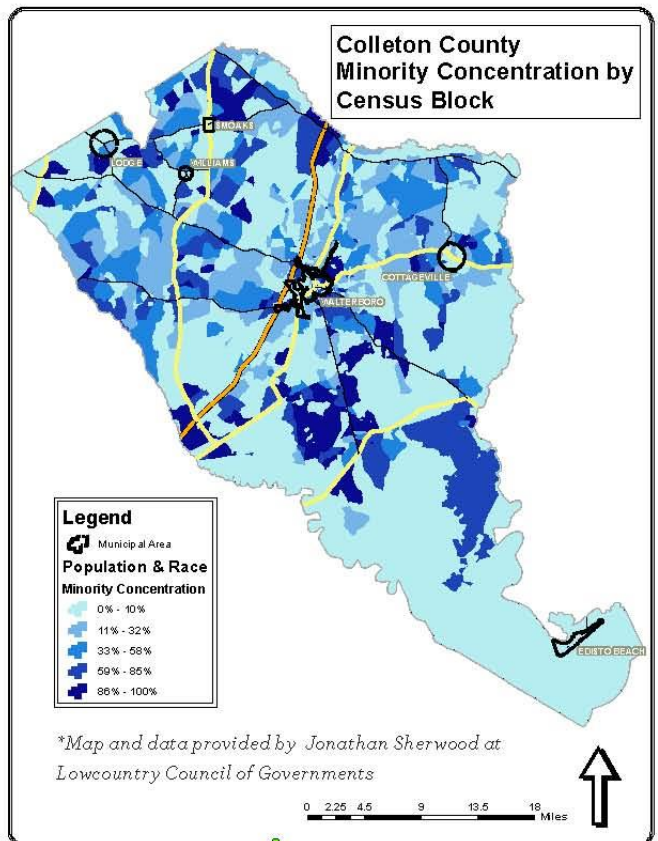 Colleton County
Minority Concentration by
Census Block
SMOAKS
LODGE
WILLIAMS
COTTAGEVILLE
WALTERBORO
Legend
Municipal Area
Population & Race
Minority Concentration
0% - 10%
11% - 32%
33% - 58%
59% - 85%
86% - 100%
EDISTO BEACH
*Map and data provided by Jonathan Sherwood at
Lowcountry Council of Governments
0 2.25 4.5 9 13.5 18
Miles